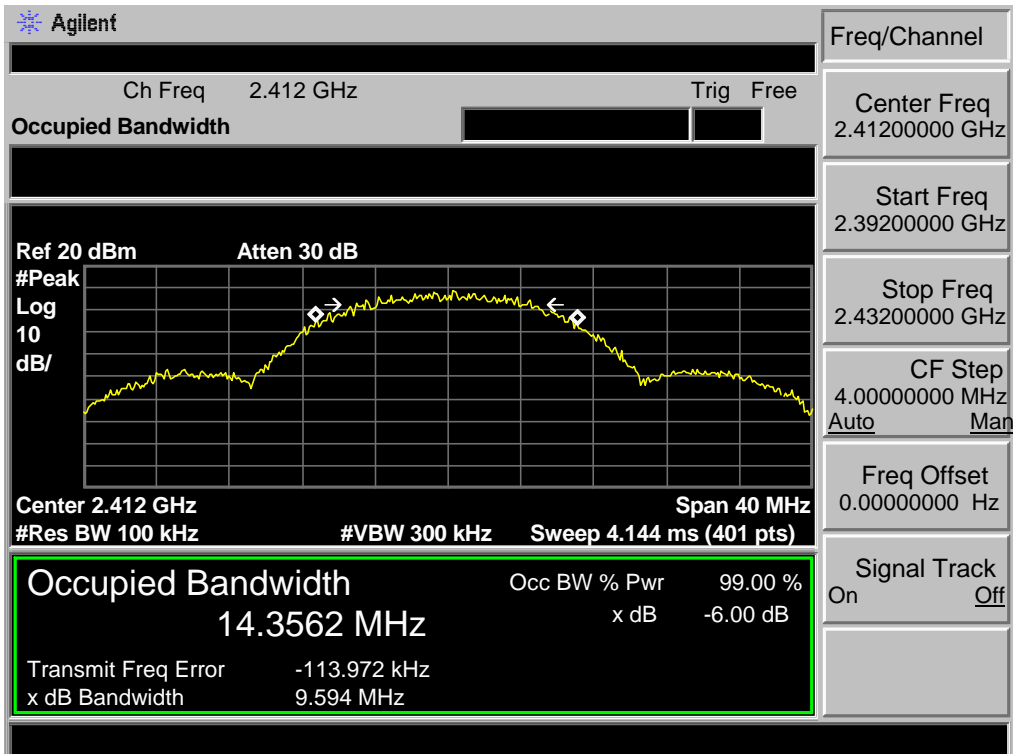 Agilent
Freq/Channel
Ch Freq 2.412 GHz Trig Free
Occupied Bandwidth
Center Freq
2.41200000 GHz
Start Freq
2.39200000 GHz
Stop Freq
2.43200000 GHz
CF Step
4.00000000 MHz
Auto Man
Freq Offset
0.00000000 Hz
Signal Track
On Off
Ref 20 dBm Atten 30 dB
#Peak
Log
10
dB/
Center 2.412 GHz Span 40 MHz
#Res BW 100 kHz #VBW 300 kHz Sweep 4.144 ms (401 pts)
Occupied Bandwidth Occ BW % Pwr 99.00 %
14.3562 MHz x dB -6.00 dB
Transmit Freq Error -113.972 kHz
x dB Bandwidth 9.594 MHz